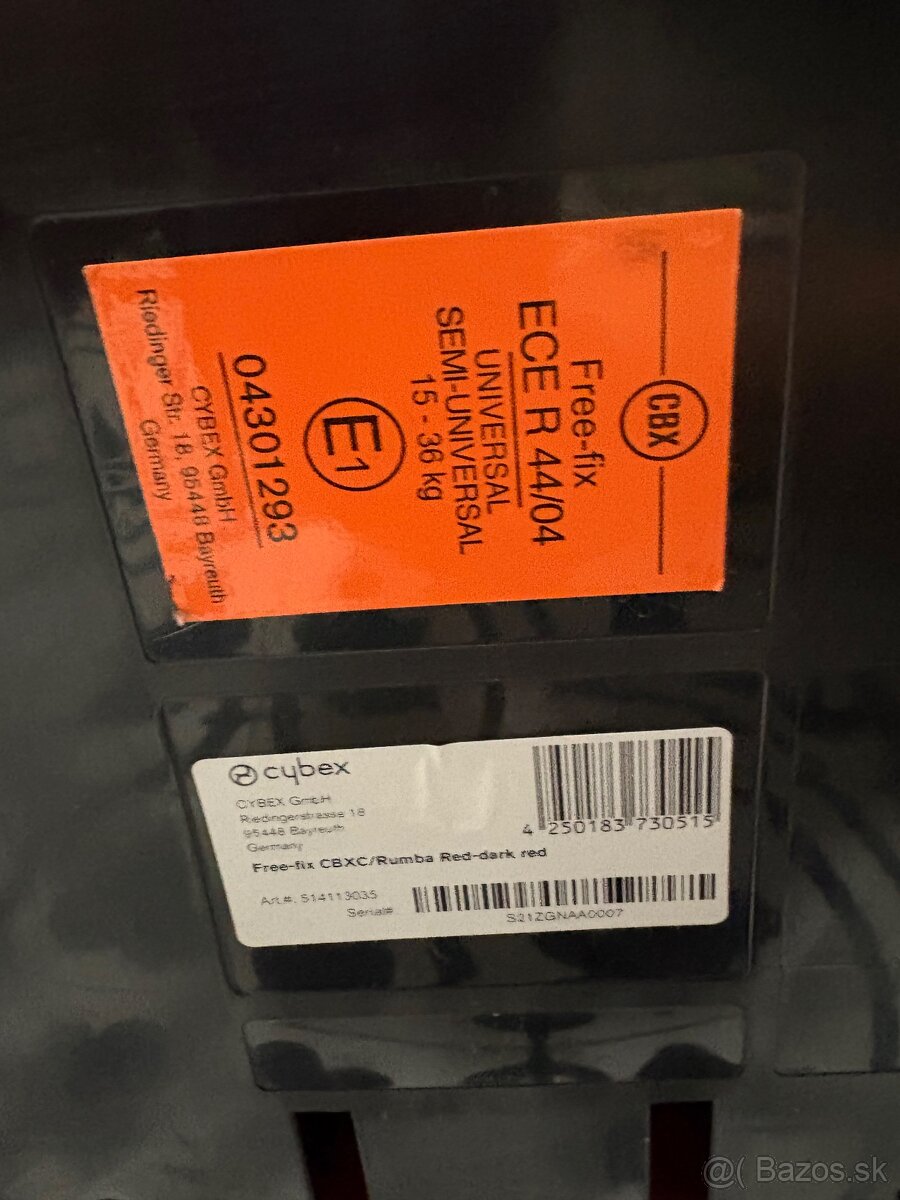 CBX
Free-fix
ECE R 44/04
UNIVERSAL
SEMI-UNIVERSAL
15 - 36 kg
E1
04301293
CYBEX GmbH
Riedinger Str. 18, 95448 Bayreuth
Germany
cybex
CYBEX GmbH
Riedingerstrasse 18
95448 Bayreuth
Germany
4 250183 730515
Free-fix CBXC/Rumba Red-dark red
Art.#. 514113035
Serial#
S21ZGNAA0007
@( Bazos.sk